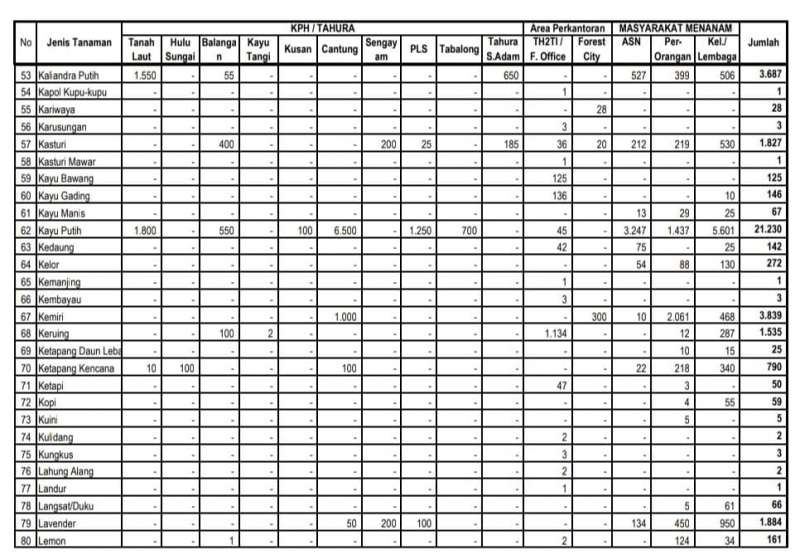 No Jenis Tanaman KPH / TAHURA Area Perkantoran MASYARAKAT MENANAM Jumlah
Tanah Laut Hulu Sungai Balangan Kayu Tangi Kusan Cantung Sengayam PLS Tabalong Tahura S.Adam TH2TI / F. Office Forest City ASN Per-Orangan Kel./Lembaga
53 Kaliandra Putih 1.550 - 55 - - - - - - 650 - - 527 399 506 3.687
54 Kapol Kupu-kupu - - - - - - - - - - 1 - - - - 1
55 Kariwaya - - - - - - - - - - - 28 - - - 28
56 Karusungan - - - - - - - - - - 3 - - - - 3
57 Kasturi - - 400 - - - 200 25 - 185 36 20 212 219 530 1.827
58 Kasturi Mawar - - - - - - - - - - 1 - - - - 1
59 Kayu Bawang - - - - - - - - - - 125 - - - - 125
60 Kayu Gading - - - - - - - - - - 136 - - - 10 146
61 Kayu Manis - - - - - - - - - - - - 13 29 25 67
62 Kayu Putih 1.800 - 550 - 100 6.500 - 1.250 700 - 45 - 3.247 1.437 5.601 21.230
63 Kedaung - - - - - - - - - - 42 - 75 - 25 142
64 Kelor - - - - - - - - - - - - 54 88 130 272
65 Kemanjing - - - - - - - - - - 1 - - - - 1
66 Kembayau - - - - - - - - - - 3 - - - - 3
67 Kemiri - - - - - 1.000 - - - - - 300 10 2.061 468 3.839
68 Keruing - - 100 2 - - - - - - 1.134 - - 12 287 1.535
69 Ketapang Daun Leba - - - - - - - - - - - - - 10 15 25
70 Ketapang Kencana 10 100 - - - 100 - - - - - - 22 218 340 790
71 Ketapi - - - - - - - - - - 47 - - 3 - 50
72 Kopi - - - - - - - - - - - - - 4 55 59
73 Kuini - - - - - - - - - - - - - 5 - 5
74 Kulidang - - - - - - - - - - 2 - - - - 2
75 Kungkus - - - - - - - - - - 3 - - - - 3
76 Lahung Alang - - - - - - - - - - 2 - - - - 2
77 Landur - - - - - - - - - - 1 - - - - 1
78 Langsat/Duku - - - - - - - - - - - - - 5 61 66
79 Lavender - - - - - 50 200 100 - - - - 134 450 950 1.884
80 Lemon - - 1 - - - - - - - 2 - - 124 34 161